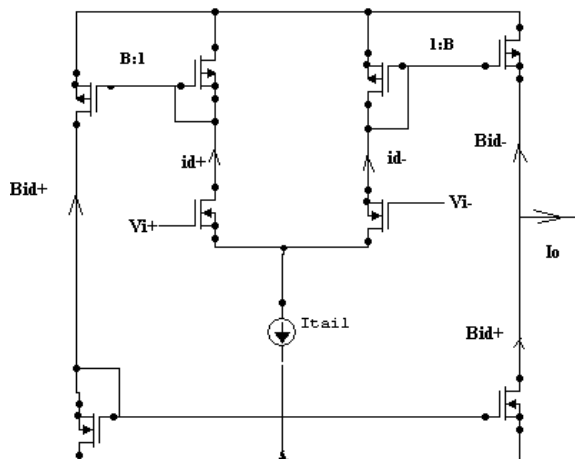 B:1
1:B
id+
id-
Bid-
Bid+
Vi+
Vi-
Io
Itail
Bid+